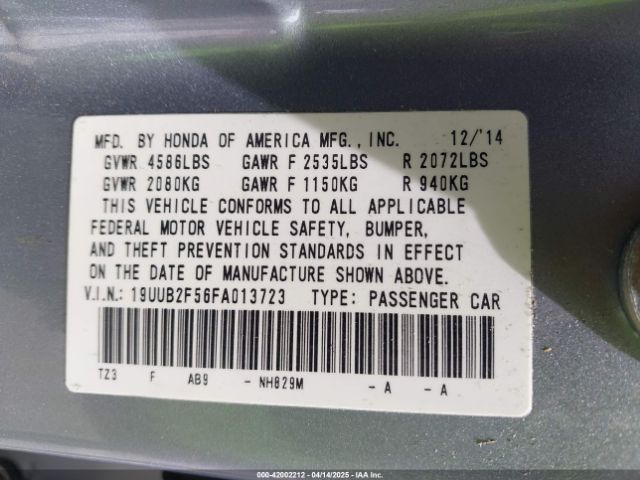 MFD. BY HONDA OF AMERICA MFG., INC. 12/'14
GVWR 4586LBS GAWR F 2535LBS R 2072LBS
GVWR 2080KG GAWR F 1150KG R 940KG
THIS VEHICLE CONFORMS TO ALL APPLICABLE
FEDERAL MOTOR VEHICLE SAFETY, BUMPER,
AND THEFT PREVENTION STANDARDS IN EFFECT
ON THE DATE OF MANUFACTURE SHOWN ABOVE.
V.I.N.: 19UUB2F56FA013723 TYPE: PASSENGER CAR
TZ3 F AB9 - NH829M - A - A
000-42002212 - 04/14/2025 - IAA Inc.